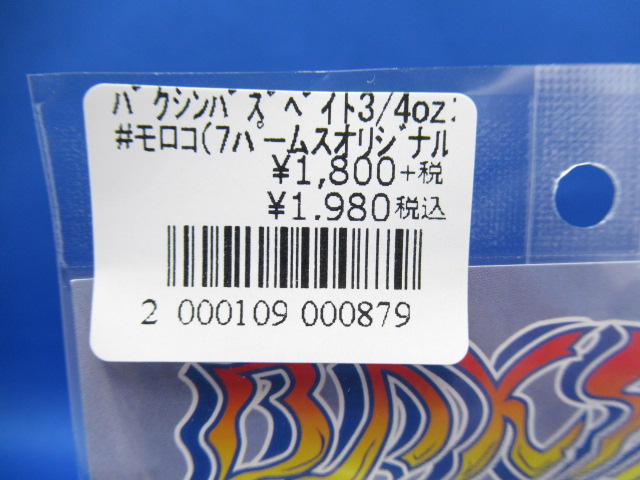 ﾊﾞｸｼﾝﾊﾞｽﾞﾍﾞｲﾄ3/4oz
#ﾓﾛｺ(7ﾊﾟｰﾑｽｵﾘｼﾞﾅﾙ
¥1,800+税
¥1.980税込
2 000109 000879